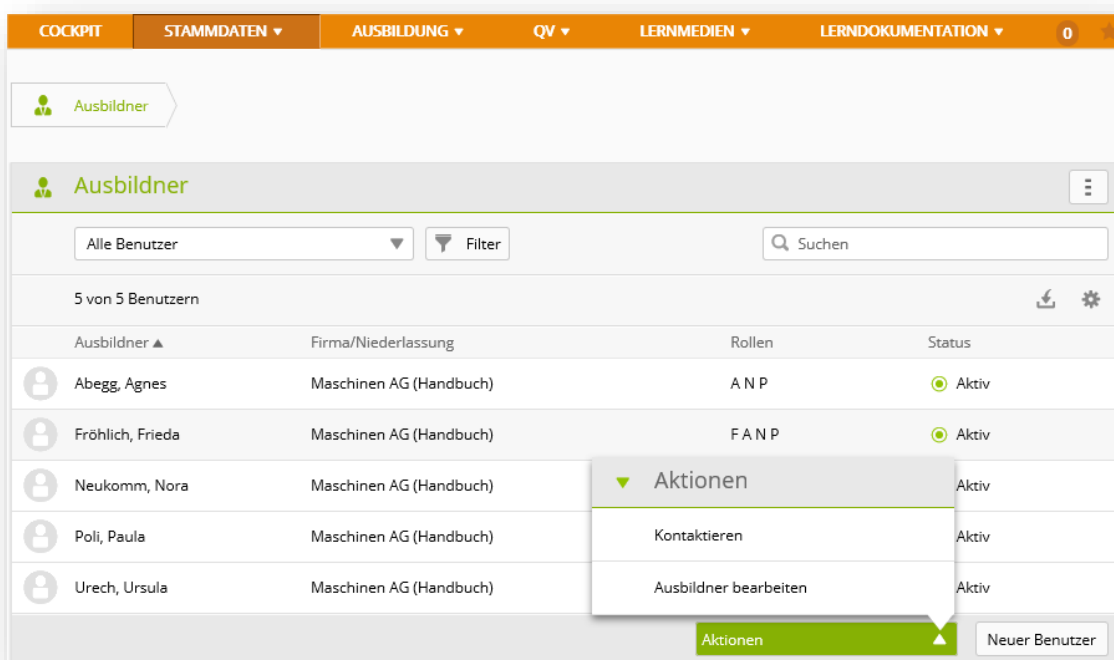 COCKPIT STAMMDATEN ▼ AUSBILDUNG ▼ QV ▼ LERNMEDIEN ▼ LERNDOKUMENTATION ▼ 0
Ausbildner
Ausbildner
Alle Benutzer ▼ Filter Suchen
5 von 5 Benutzern
Ausbildner ▲ Firma/Niederlassung Rollen Status
Abegg, Agnes Maschinen AG (Handbuch) A N P Aktiv
Fröhlich, Frieda Maschinen AG (Handbuch) F A N P Aktiv
Neukomm, Nora Maschinen AG (Handbuch) Aktiv
Poli, Paula Maschinen AG (Handbuch) Aktiv
Urech, Ursula Maschinen AG (Handbuch) Aktiv
▼ Aktionen
Kontaktieren
Ausbildner bearbeiten
Aktionen ▲ Neuer Benutzer